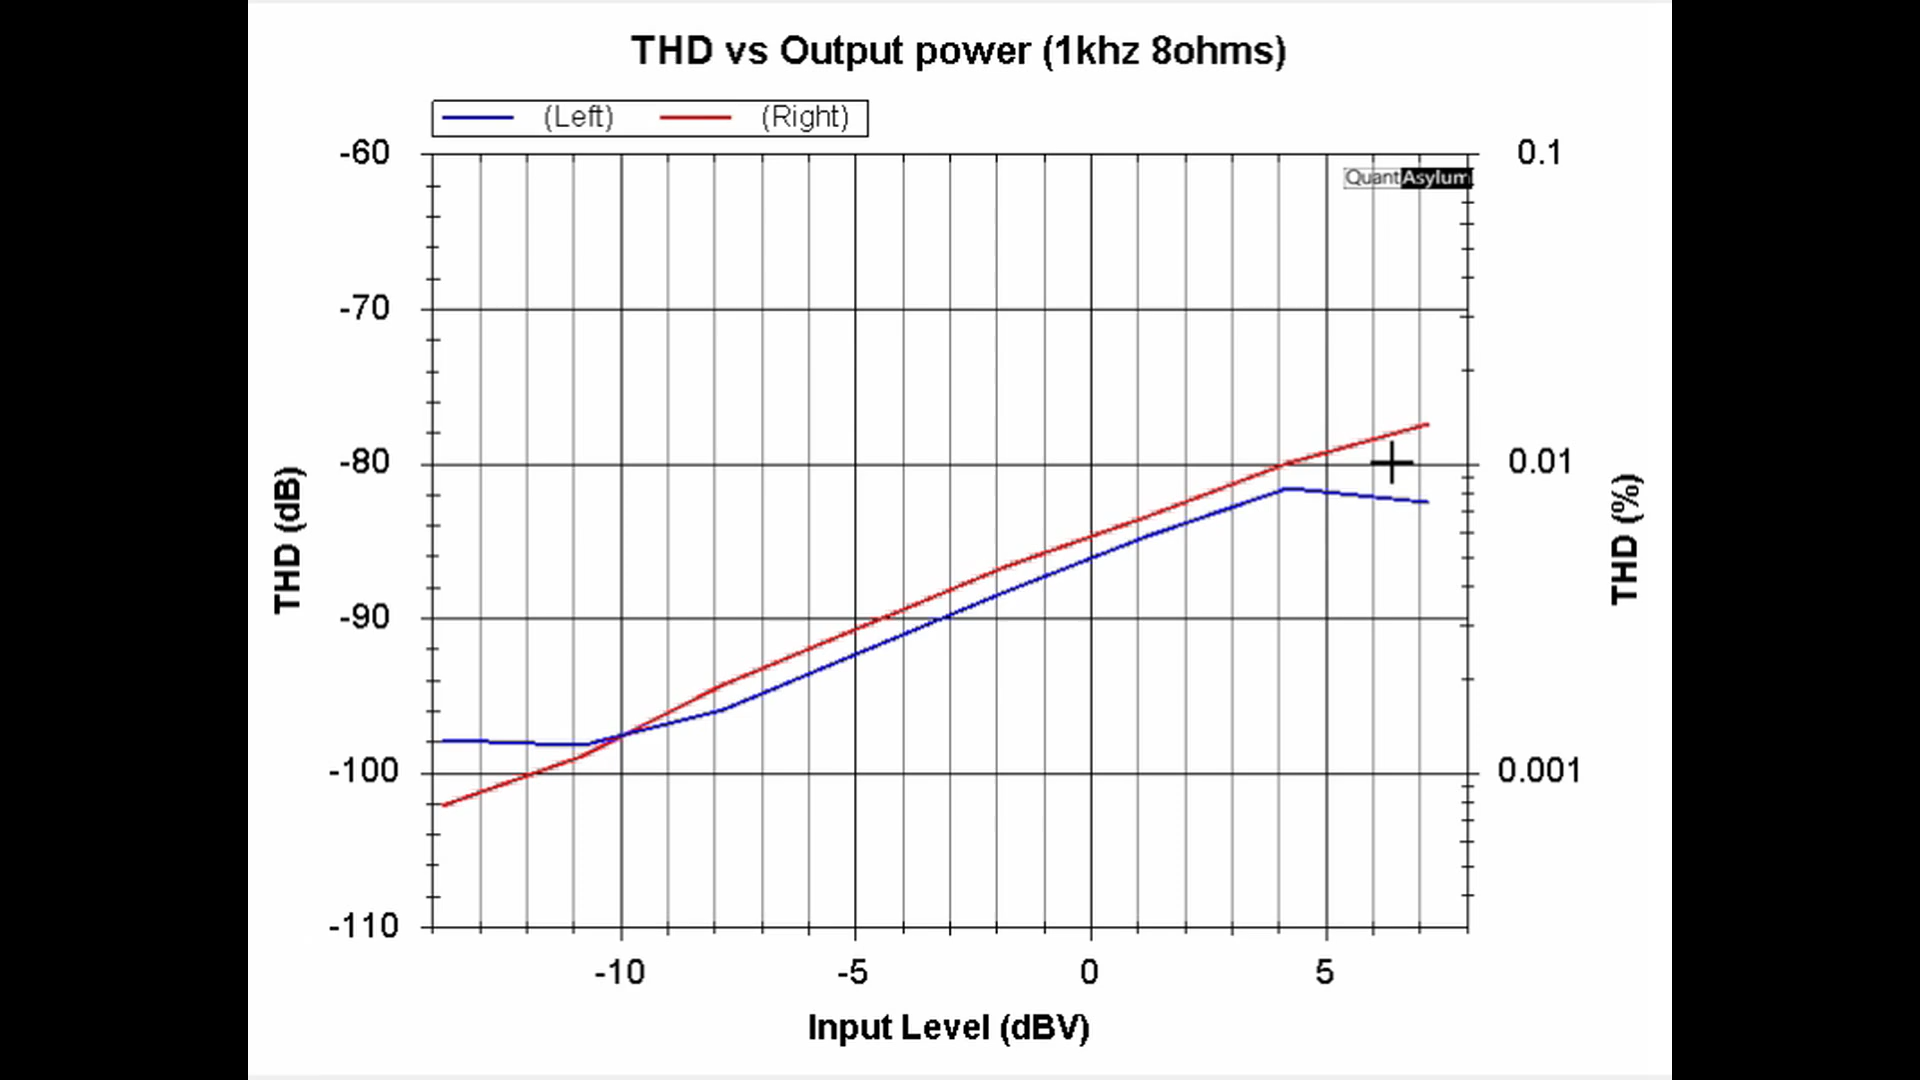 THD vs Output power (1khz 8ohms)
(Left) (Right)
-60
-70
-80
-90
-100
-110
THD (dB)
0.1
0.01
0.001
THD (%)
QuantAsylum
-10 -5 0 5
Input Level (dBV)